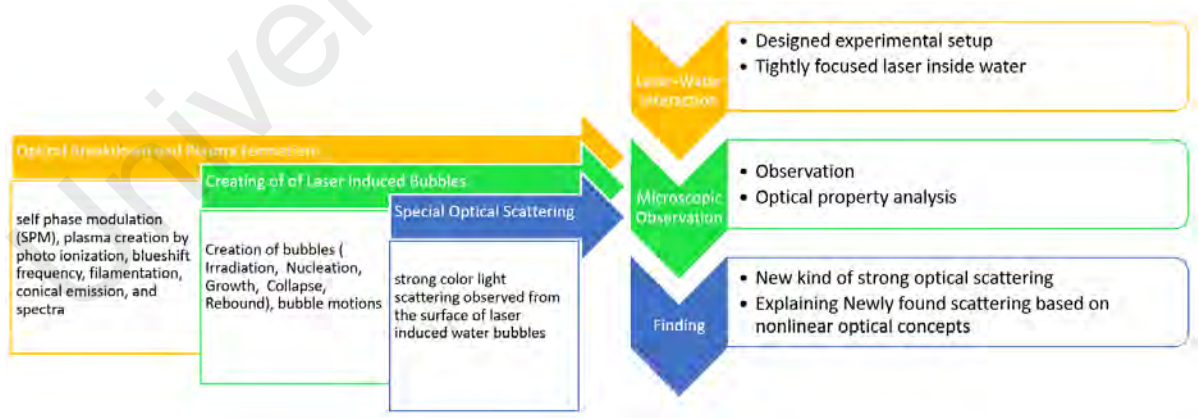 Optical Breakdown and Plasma Formation
self phase modulation
(SPM), plasma creation by
photo ionization, blueshift
frequency, filamentation,
conical emission, and
spectra
Creating of of Laser Induced Bubbles
Creation of bubbles (
Irradiation, Nucleation,
Growth, Collapse,
Rebound), bubble motions
Special Optical Scattering
strong color light
scattering observed from
the surface of laser
induced water bubbles
Laser-Water
Interaction
• Designed experimental setup
• Tightly focused laser inside water
Microscopic
Observation
• Observation
• Optical property analysis
Finding
• New kind of strong optical scattering
• Explaining Newly found scattering based on
nonlinear optical concepts
Univer